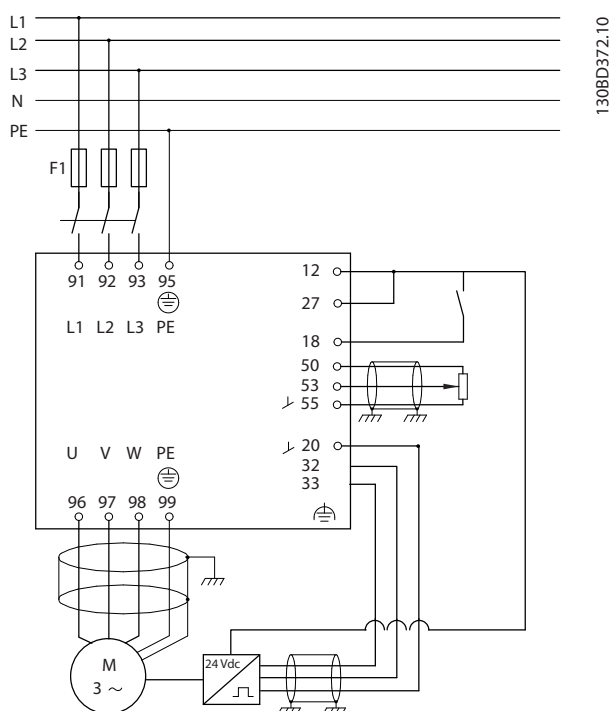 L1
L2
L3
N
PE
130BD372.10
F1
91 92 93 95
L1 L2 L3 PE
12
27
18
50
53
55
20
32
33
U V W PE
96 97 98 99
M
3 ~
24 Vdc